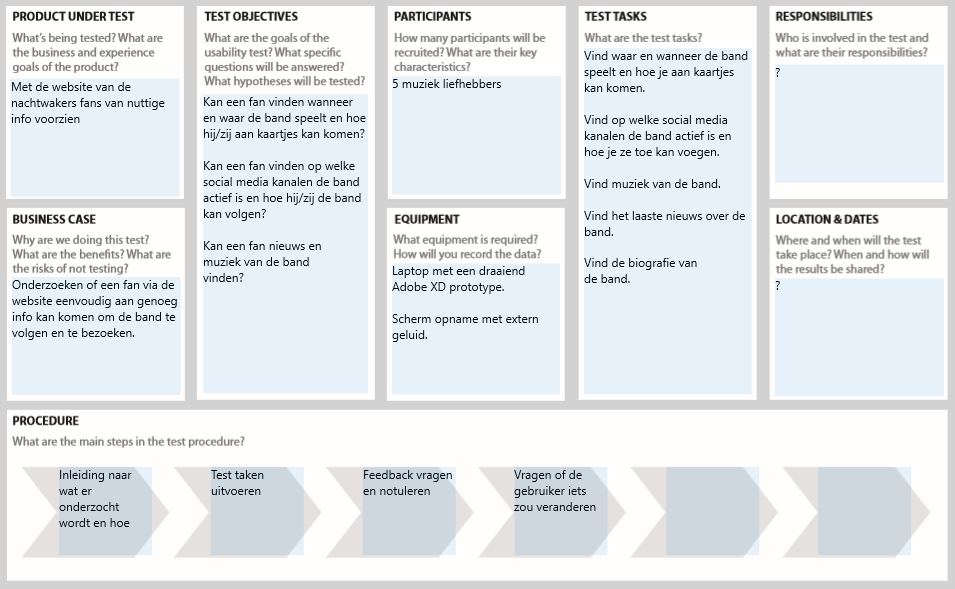 PRODUCT UNDER TEST
What's being tested? What are
the business and experience
goals of the product?
Met de website van de
nachtwakers fans van nuttige
info voorzien
BUSINESS CASE
Why are we doing this test?
What are the benefits? What are
the risks of not testing?
Onderzoeken of een fan via de
website eenvoudig aan genoeg
info kan komen om de band te
volgen en te bezoeken.
TEST OBJECTIVES
What are the goals of the
usability test? What specific
questions will be answered?
What hypotheses will be tested?
Kan een fan vinden wanneer
en waar de band speelt en hoe
hij/zij aan kaartjes kan komen?
Kan een fan vinden op welke
social media kanalen de band
actief is en hoe hij/zij de band
kan volgen?
Kan een fan nieuws en
muziek van de band
vinden?
PARTICIPANTS
How many participants will be
recruited? What are their key
characteristics?
5 muziek liefhebbers
EQUIPMENT
What equipment is required?
How will you record the data?
Laptop met een draaiend
Adobe XD prototype.
Scherm opname met extern
geluid.
TEST TASKS
What are the test tasks?
Vind waar en wanneer de band
speelt en hoe je aan kaartjes
kan komen.
Vind op welke social media
kanalen de band actief is en
hoe je ze toe kan voegen.
Vind muziek van de band.
Vind het laaste nieuws over de
band.
Vind de biografie van
de band.
RESPONSIBILITIES
Who is involved in the test and
what are their responsibilities?
?
LOCATION & DATES
Where and when will the test
take place? When and how will
the results be shared?
?
PROCEDURE
What are the main steps in the test procedure?
Inleiding naar
wat er
onderzocht
wordt en hoe
Test taken
uitvoeren
Feedback vragen
en notuleren
Vragen of de
gebruiker iets
zou veranderen